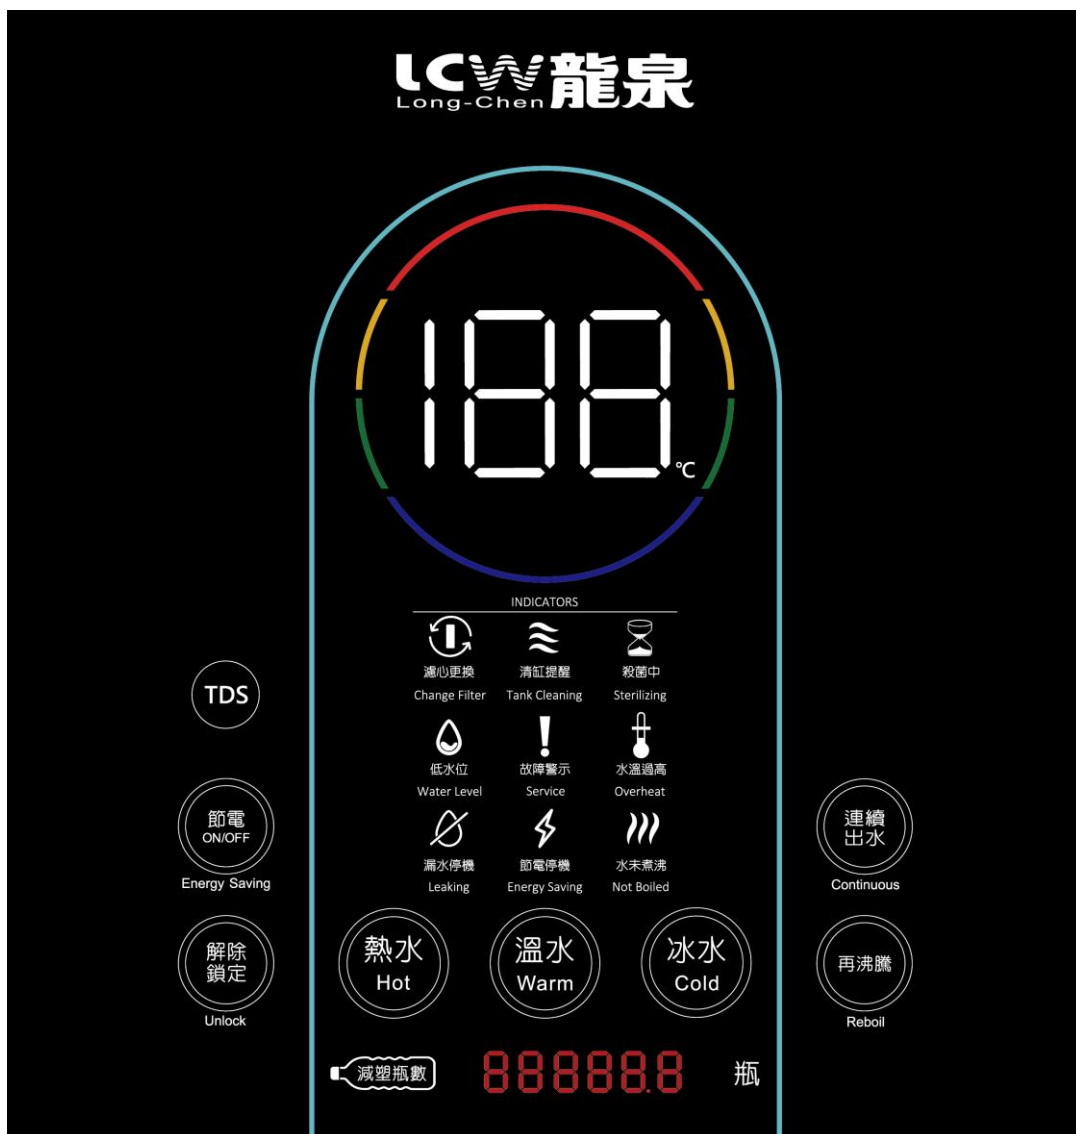 LCW龍泉
Long-Chen
188
℃
INDICATORS
濾心更換
Change Filter
清缸提醒
Tank Cleaning
殺菌中
Sterilizing
低水位
Water Level
故障警示
Service
水溫過高
Overheat
漏水停機
Leaking
節電停機
Energy Saving
水未煮沸
Not Boiled
TDS
節電
ON/OFF
Energy Saving
解除
鎖定
Unlock
連續
出水
Continuous
再沸騰
Reboil
熱水
Hot
溫水
Warm
冰水
Cold
減塑瓶數
88888.8
瓶